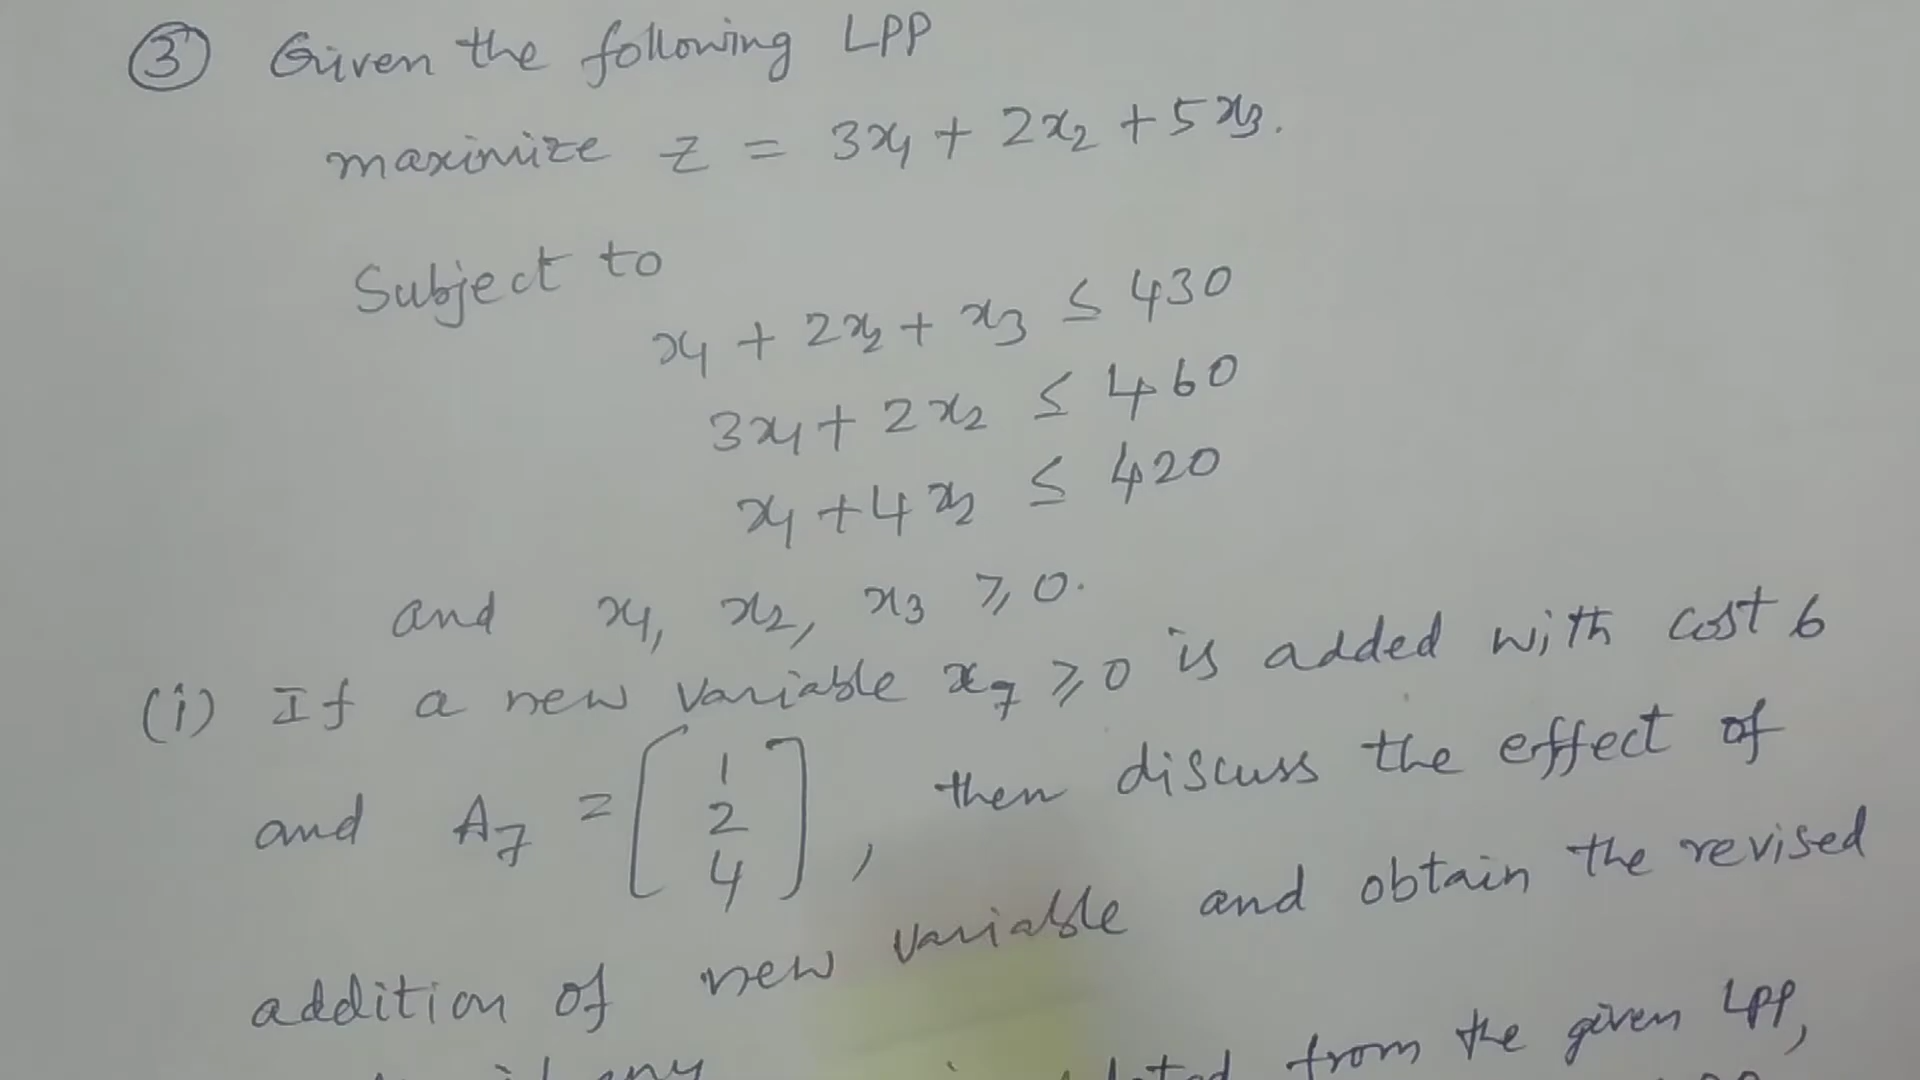 ③ Given the following LPP
maximize z = 3x₁ + 2x₂ + 5x₃.
Subject to
x₁ + 2x₂ + x₃ ≤ 430
3x₁ + 2x₂ ≤ 460
x₁ + 4x₂ ≤ 420
and x₁, x₂, x₃ ≥ 0.
(i) If a new variable x₇ ≥ 0 is added with cost 6
and A₇ = [1 2 4], then discuss the effect of
addition of new variable and obtain the revised
if any from the given LPP,